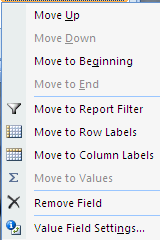 Move Up
Move Down
Move to Beginning
Move to End
Move to Report Filter
Move to Row Labels
Move to Column Labels
Σ Move to Values
Remove Field
Value Field Settings...